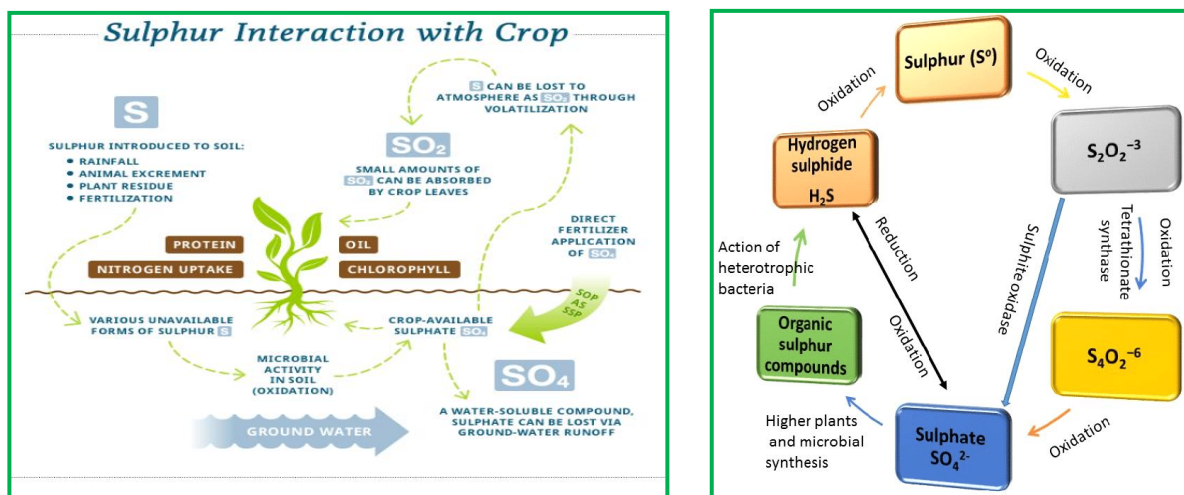 Sulphur Interaction with Crop
S
SULPHUR INTRODUCED TO SOIL:
• RAINFALL
• ANIMAL EXCREMENT
• PLANT RESIDUE
• FERTILIZATION
S CAN BE LOST TO
ATMOSPHERE AS SO₂ THROUGH
VOLATILIZATION
SO₂
SMALL AMOUNTS OF
SO₂ CAN BE ABSORBED
BY CROP LEAVES
DIRECT
FERTILIZER
APPLICATION
OF SO₄
PROTEIN
OIL
NITROGEN UPTAKE
CHLOROPHYLL
SOP
AS
SSP
VARIOUS UNAVAILABLE
FORMS OF SULPHUR S
CROP-AVAILABLE
SULPHATE SO₄
MICROBIAL
ACTIVITY
IN SOIL
(OXIDATION)
SO₄
A WATER-SOLUBLE COMPOUND,
SULPHATE CAN BE LOST VIA
GROUND-WATER RUNOFF
GROUND WATER
Sulphur (S⁰)
Oxidation
Oxidation
Hydrogen
sulphide
H₂S
S₂O₂⁻³
Reduction
Oxidation
Sulphite oxidase
Oxidation
Tetrathionate
synthase
Action of
heterotrophic
bacteria
Organic
sulphur
compounds
S₄O₂⁻⁶
Higher plants
and microbial
synthesis
Sulphate
SO₄²⁻
Oxidation